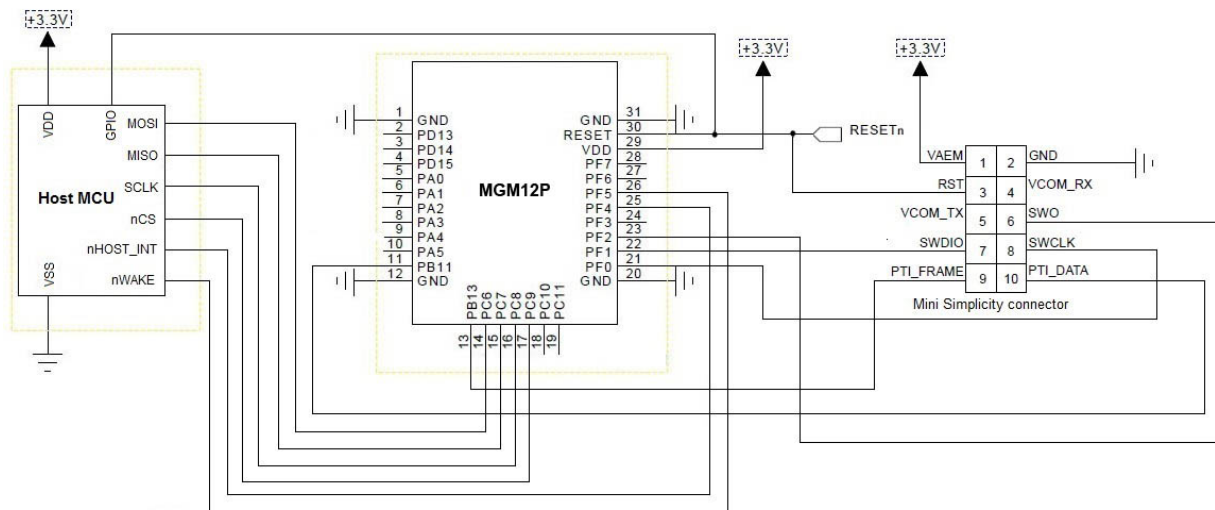 +3.3V
VDD
GPIO
MOSI
MISO
SCLK
nCS
nHOST_INT
nWAKE
Host MCU
VSS
MGM12P
1 GND
2 PD13
3 PD14
4 PD15
5 PA0
6 PA1
7 PA2
8 PA3
9 PA4
10 PA5
11 PB11
12 GND
13 PB13
14 PC6
15 PC7
16 PC8
17 PC9
18 PC10
19 PC11
GND 31
RESET 30
VDD 29
PF7 28
PF6 27
PF5 26
PF4 25
PF3 24
PF2 23
PF1 22
PF0 21
GND 20
+3.3V
RESETn
+3.3V
VAEM 1 2 GND
RST 3 4 VCOM_RX
VCOM_TX 5 6 SWO
SWDIO 7 8 SWCLK
PTI_FRAME 9 10 PTI_DATA
Mini Simplicity connector